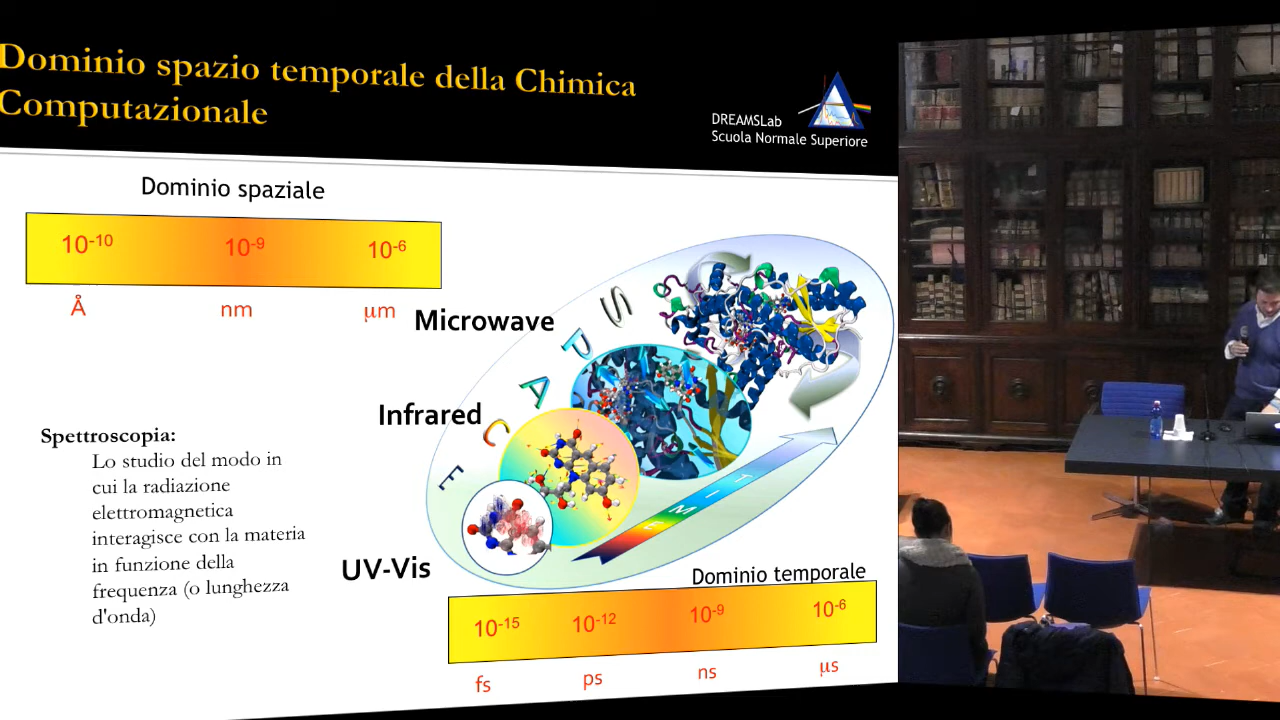 Dominio spazio temporale della Chimica
Computazionale
DREAMSLab
Scuola Normale Superiore
Dominio spaziale
10⁻¹⁰ 10⁻⁹ 10⁻⁶
Å nm µm
Microwave
Infrared
UV-Vis
SPACE
TIME
Spettroscopia:
Lo studio del modo in
cui la radiazione
elettromagnetica
interagisce con la materia
in funzione della
frequenza (o lunghezza
d'onda)
Dominio temporale
10⁻¹⁵ 10⁻¹² 10⁻⁹ 10⁻⁶
fs ps ns µs